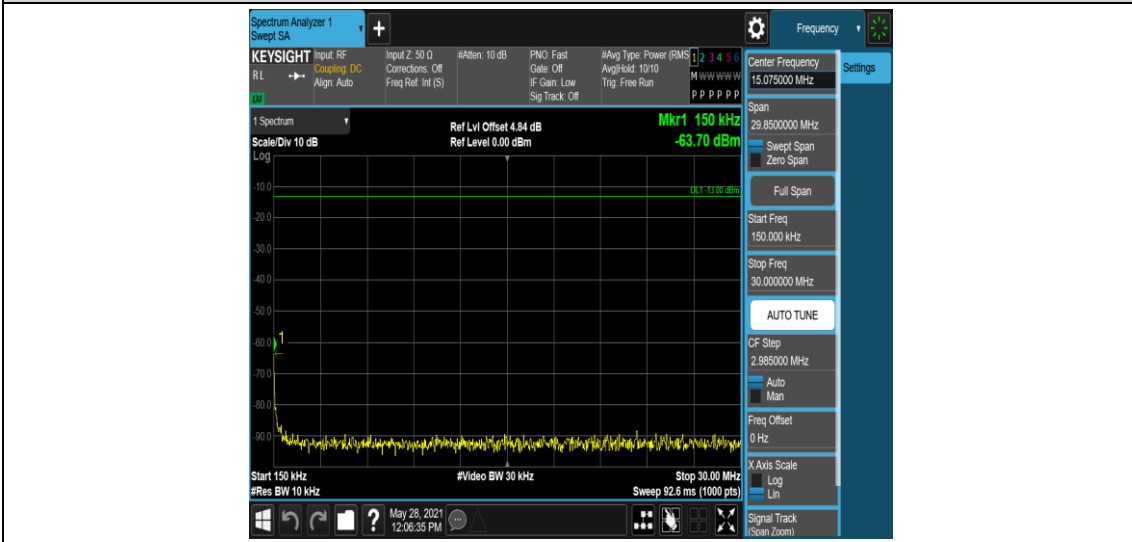 Spectrum Analyzer 1
Swept SA
+
Frequency
KEYSIGHT
RL
LNI
Input: RF
Coupling: DC
Align: Auto
Input Z: 50 Ω
Corrections: Off
Freq Ref: Int (S)
#Atten: 10 dB
PNO: Fast
Gate: Off
IF Gain: Low
Sig Track: Off
#Avg Type: Power (RMS
Avg|Hold: 10/10
Trig: Free Run
1 2 3 4 5 6
M W W W W W
P P P P P P
1 Spectrum
Scale/Div 10 dB
Log
Ref Lvl Offset 4.84 dB
Ref Level 0.00 dBm
Mkr1 150 kHz
-63.70 dBm
DL1 -13.00 dBm
-10.0
-20.0
-30.0
-40.0
-50.0
-60.0
1
-70.0
-80.0
-90.0
Start 150 kHz
#Res BW 10 kHz
#Video BW 30 kHz
Stop 30.00 MHz
Sweep 92.6 ms (1000 pts)
?
May 28, 2021
12:06:35 PM
Center Frequency
15.075000 MHz
Span
29.8500000 MHz
Swept Span
Zero Span
Full Span
Start Freq
150.000 kHz
Stop Freq
30.000000 MHz
AUTO TUNE
CF Step
2.985000 MHz
Auto
Man
Freq Offset
0 Hz
X Axis Scale
Log
Lin
Signal Track
(Span Zoom)
Settings